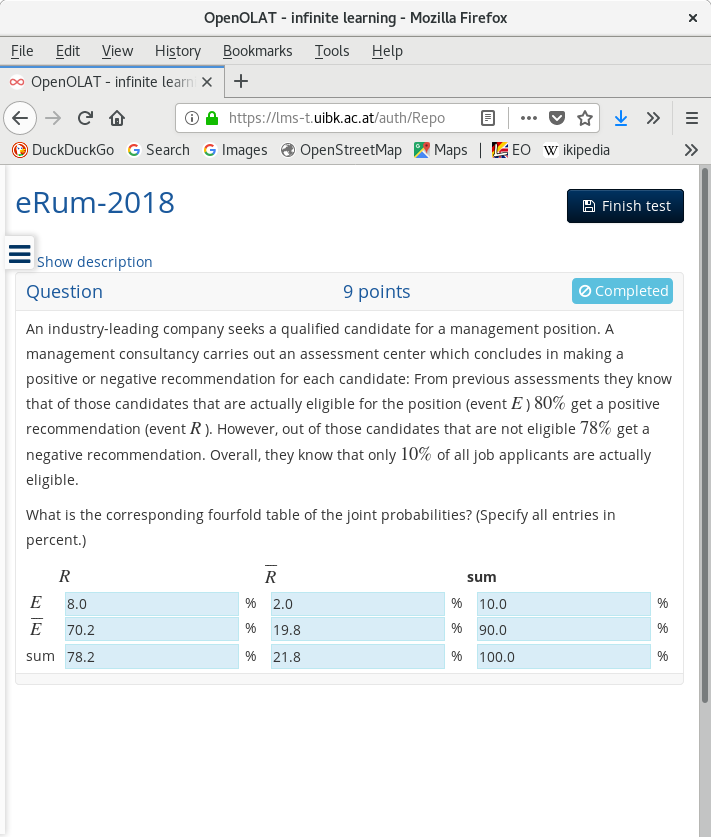 OpenOLAT - infinite learning - Mozilla Firefox
File Edit View History Bookmarks Tools Help
OpenOLAT - infinite learn
https://lms-t.uibk.ac.at/auth/Repo
DuckDuckGo Search Images OpenStreetMap Maps | EO ikipedia
eRum-2018
Finish test
Show description
Question 9 points Completed
An industry-leading company seeks a qualified candidate for a management position. A
management consultancy carries out an assessment center which concludes in making a
positive or negative recommendation for each candidate: From previous assessments they know
that of those candidates that are actually eligible for the position (event E ) 80% get a positive
recommendation (event R ). However, out of those candidates that are not eligible 78% get a
negative recommendation. Overall, they know that only 10% of all job applicants are actually
eligible.
What is the corresponding fourfold table of the joint probabilities? (Specify all entries in
percent.)
R R̅ sum
E 8.0 % 2.0 % 10.0 %
E̅ 70.2 % 19.8 % 90.0 %
sum 78.2 % 21.8 % 100.0 %